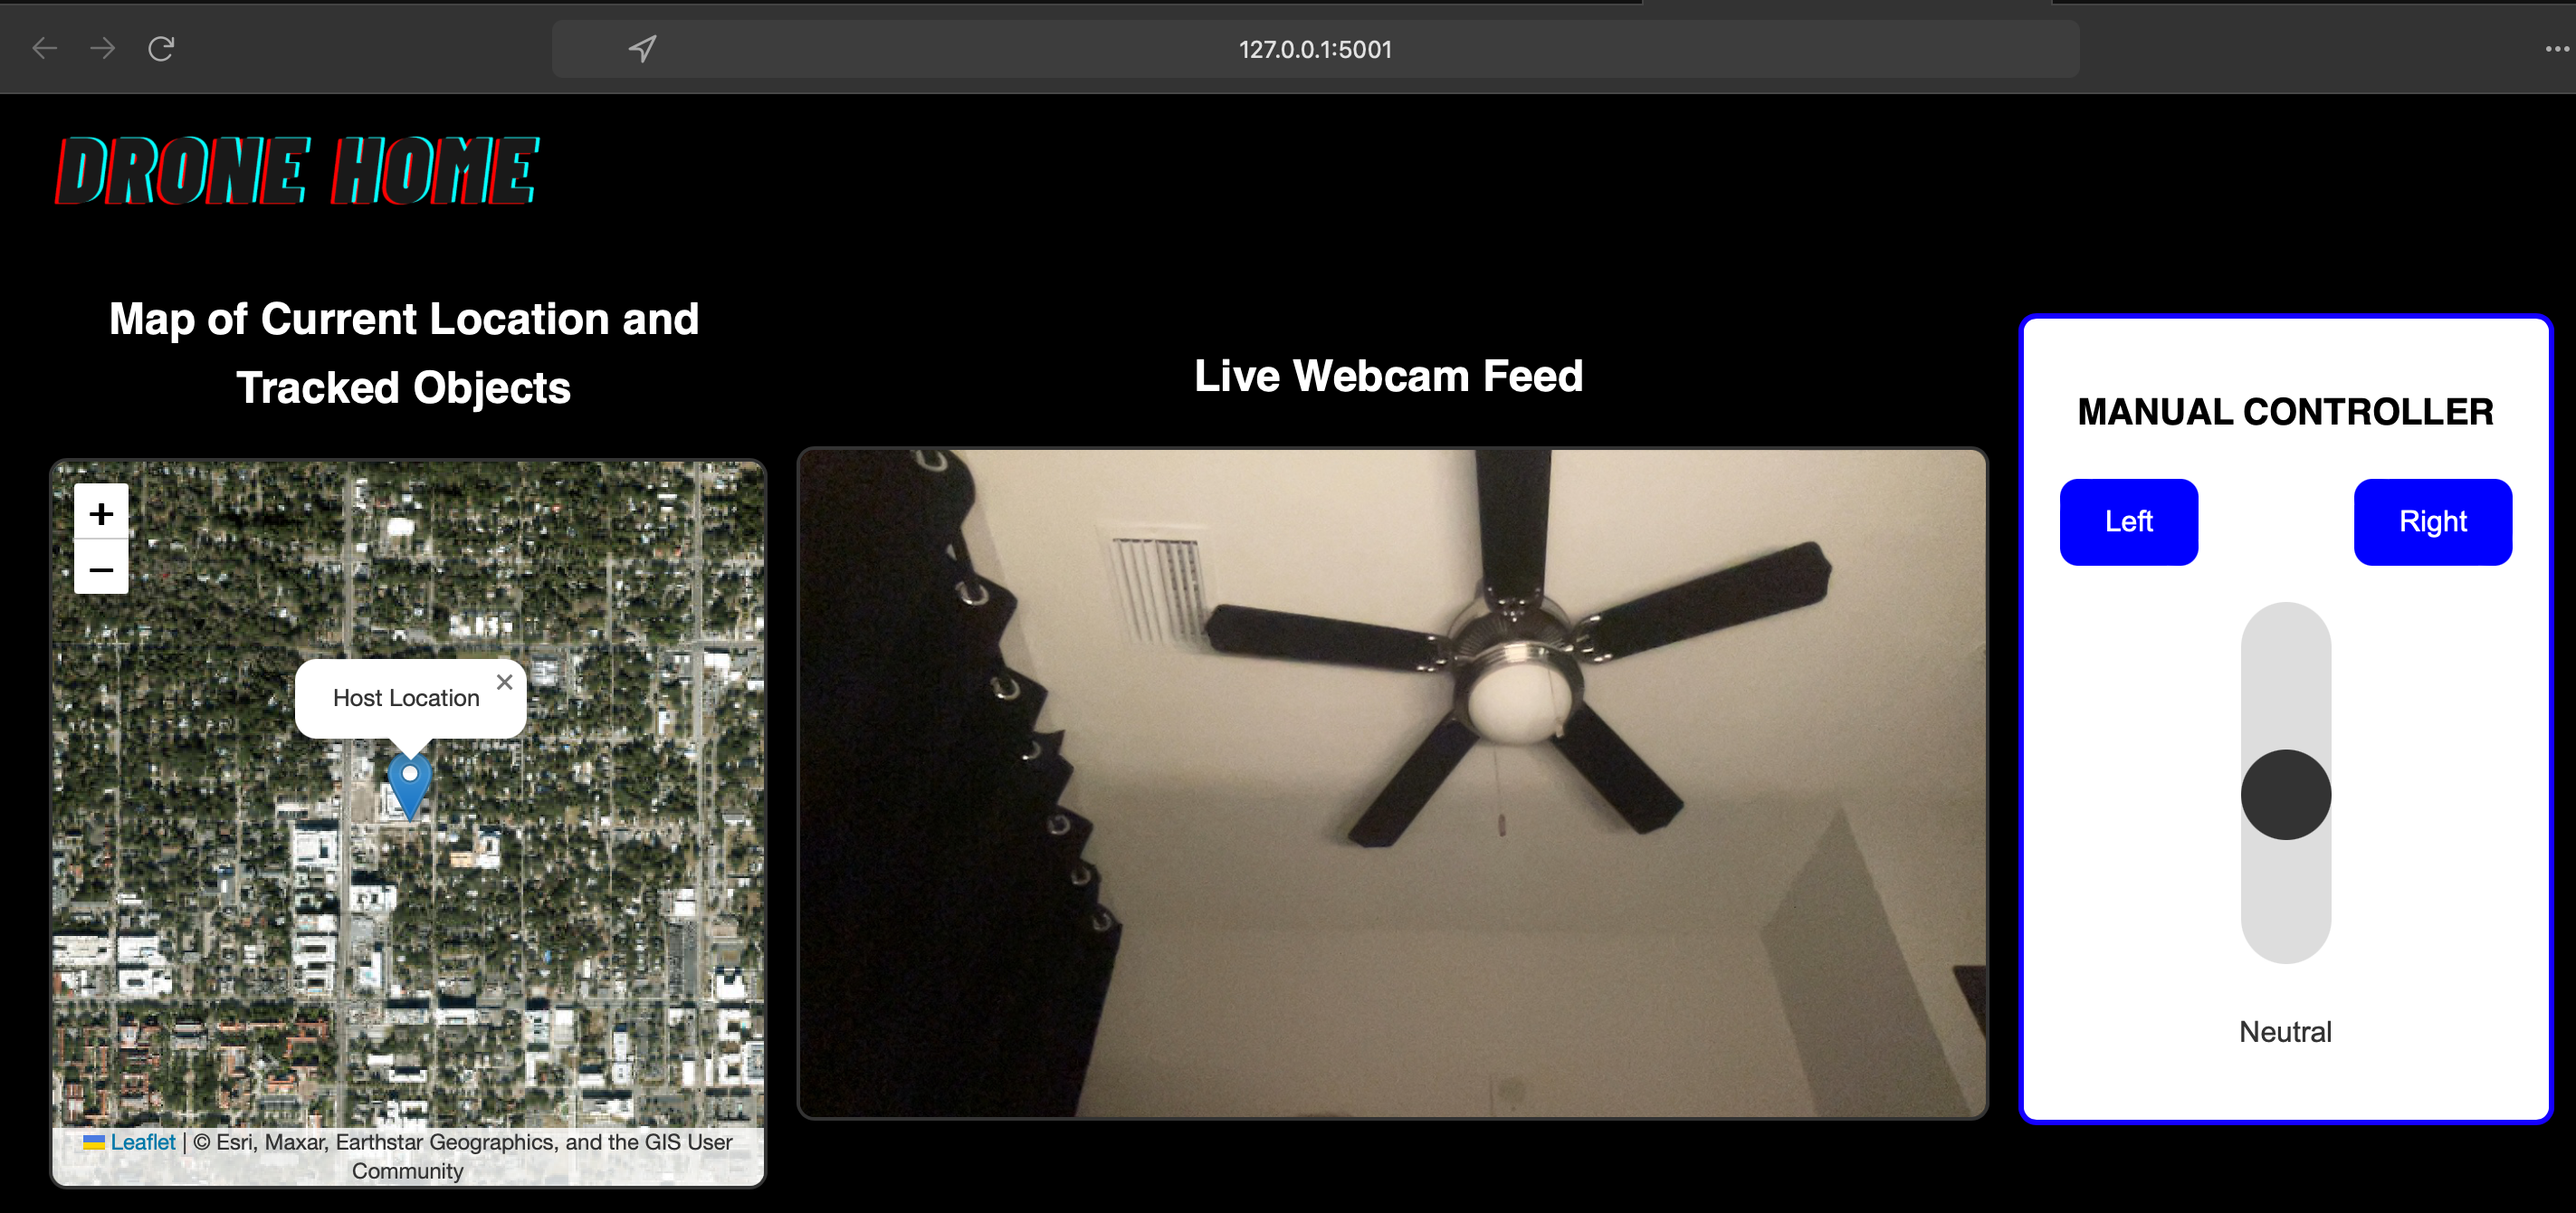 127.0.0.1:5001
DRONE HOME
Map of Current Location and
Tracked Objects
+
−
Host Location ×
Leaflet | © Esri, Maxar, Earthstar Geographics, and the GIS User
Community
Live Webcam Feed
MANUAL CONTROLLER
Left Right
Neutral